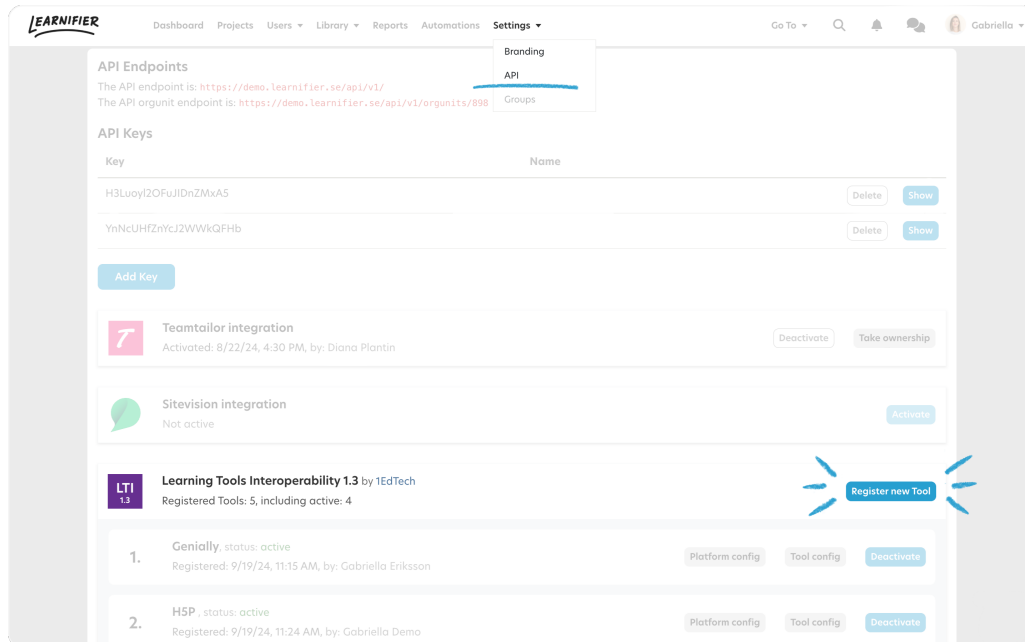 LEARNIFIER
Dashboard Projects Users Library Reports Automations Settings Go To Gabriella
Branding
API
Groups
API Endpoints
The API endpoint is: https://demo.learnifier.se/api/v1/
The API orgunit endpoint is: https://demo.learnifier.se/api/v1/orgunits/898
API Keys
Key Name
H3Luoyl2OFuJIDnZMxA5 Delete Show
YnNcUHfZnYcJ2WWkQFHb Delete Show
Add Key
Teamtailor integration
Activated: 8/22/24, 4:30 PM, by: Diana Plantin
Deactivate Take ownership
Sitevision integration
Not active
Activate
LTI
1.3
Learning Tools Interoperability 1.3 by 1EdTech
Registered Tools: 5, including active: 4
Register new Tool
1.
Genially, status: active
Registered: 9/19/24, 11:15 AM, by: Gabriella Eriksson
Platform config Tool config Deactivate
2.
H5P , status: active
Registered: 9/19/24, 11:24 AM, by: Gabriella Demo
Platform config Tool config Deactivate